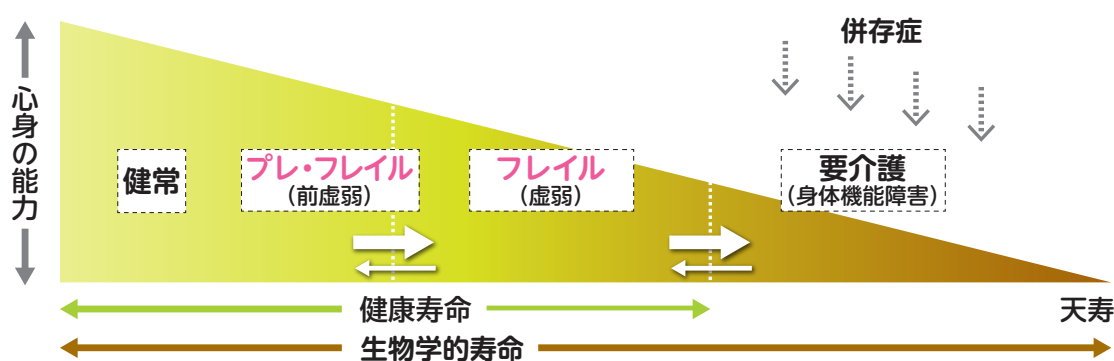 心身の能力
併存症
健常
プレ・フレイル
(前虚弱)
フレイル
(虚弱)
要介護
(身体機能障害)
健康寿命
天寿
生物学的寿命